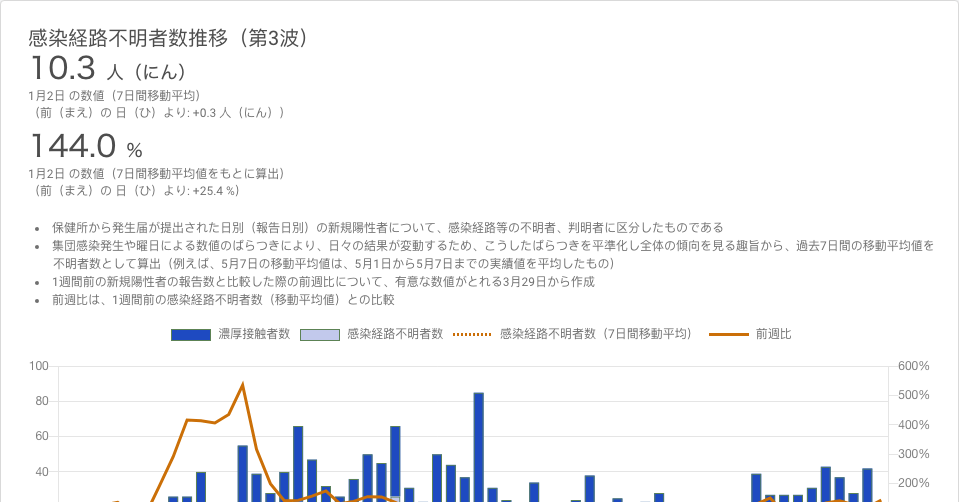 感染経路不明者数推移（第3波）
10.3 人（にん）
1月2日 の数値（7日間移動平均）
（前（まえ）の 日（ひ）より: +0.3 人（にん））
144.0 %
1月2日 の数値（7日間移動平均値をもとに算出）
（前（まえ）の 日（ひ）より: +25.4 %）
• 保健所から発生届が提出された日別（報告日別）の新規陽性者について、感染経路等の不明者、判明者に区分したものである
• 集団感染発生や曜日による数値のばらつきにより、日々の結果が変動するため、こうしたばらつきを平準化し全体の傾向を見る趣旨から、過去7日間の移動平均値を
不明者数として算出（例えば、5月7日の移動平均値は、5月1日から5月7日までの実績値を平均したもの）
• 1週間前の新規陽性者の報告数と比較した際の前週比について、有意な数値がとれる3月29日から作成
• 前週比は、1週間前の感染経路不明者数（移動平均値）との比較
濃厚接触者数 感染経路不明者数 感染経路不明者数（7日間移動平均） 前週比
100 600%
500%
80
400%
60
300%
40
200%